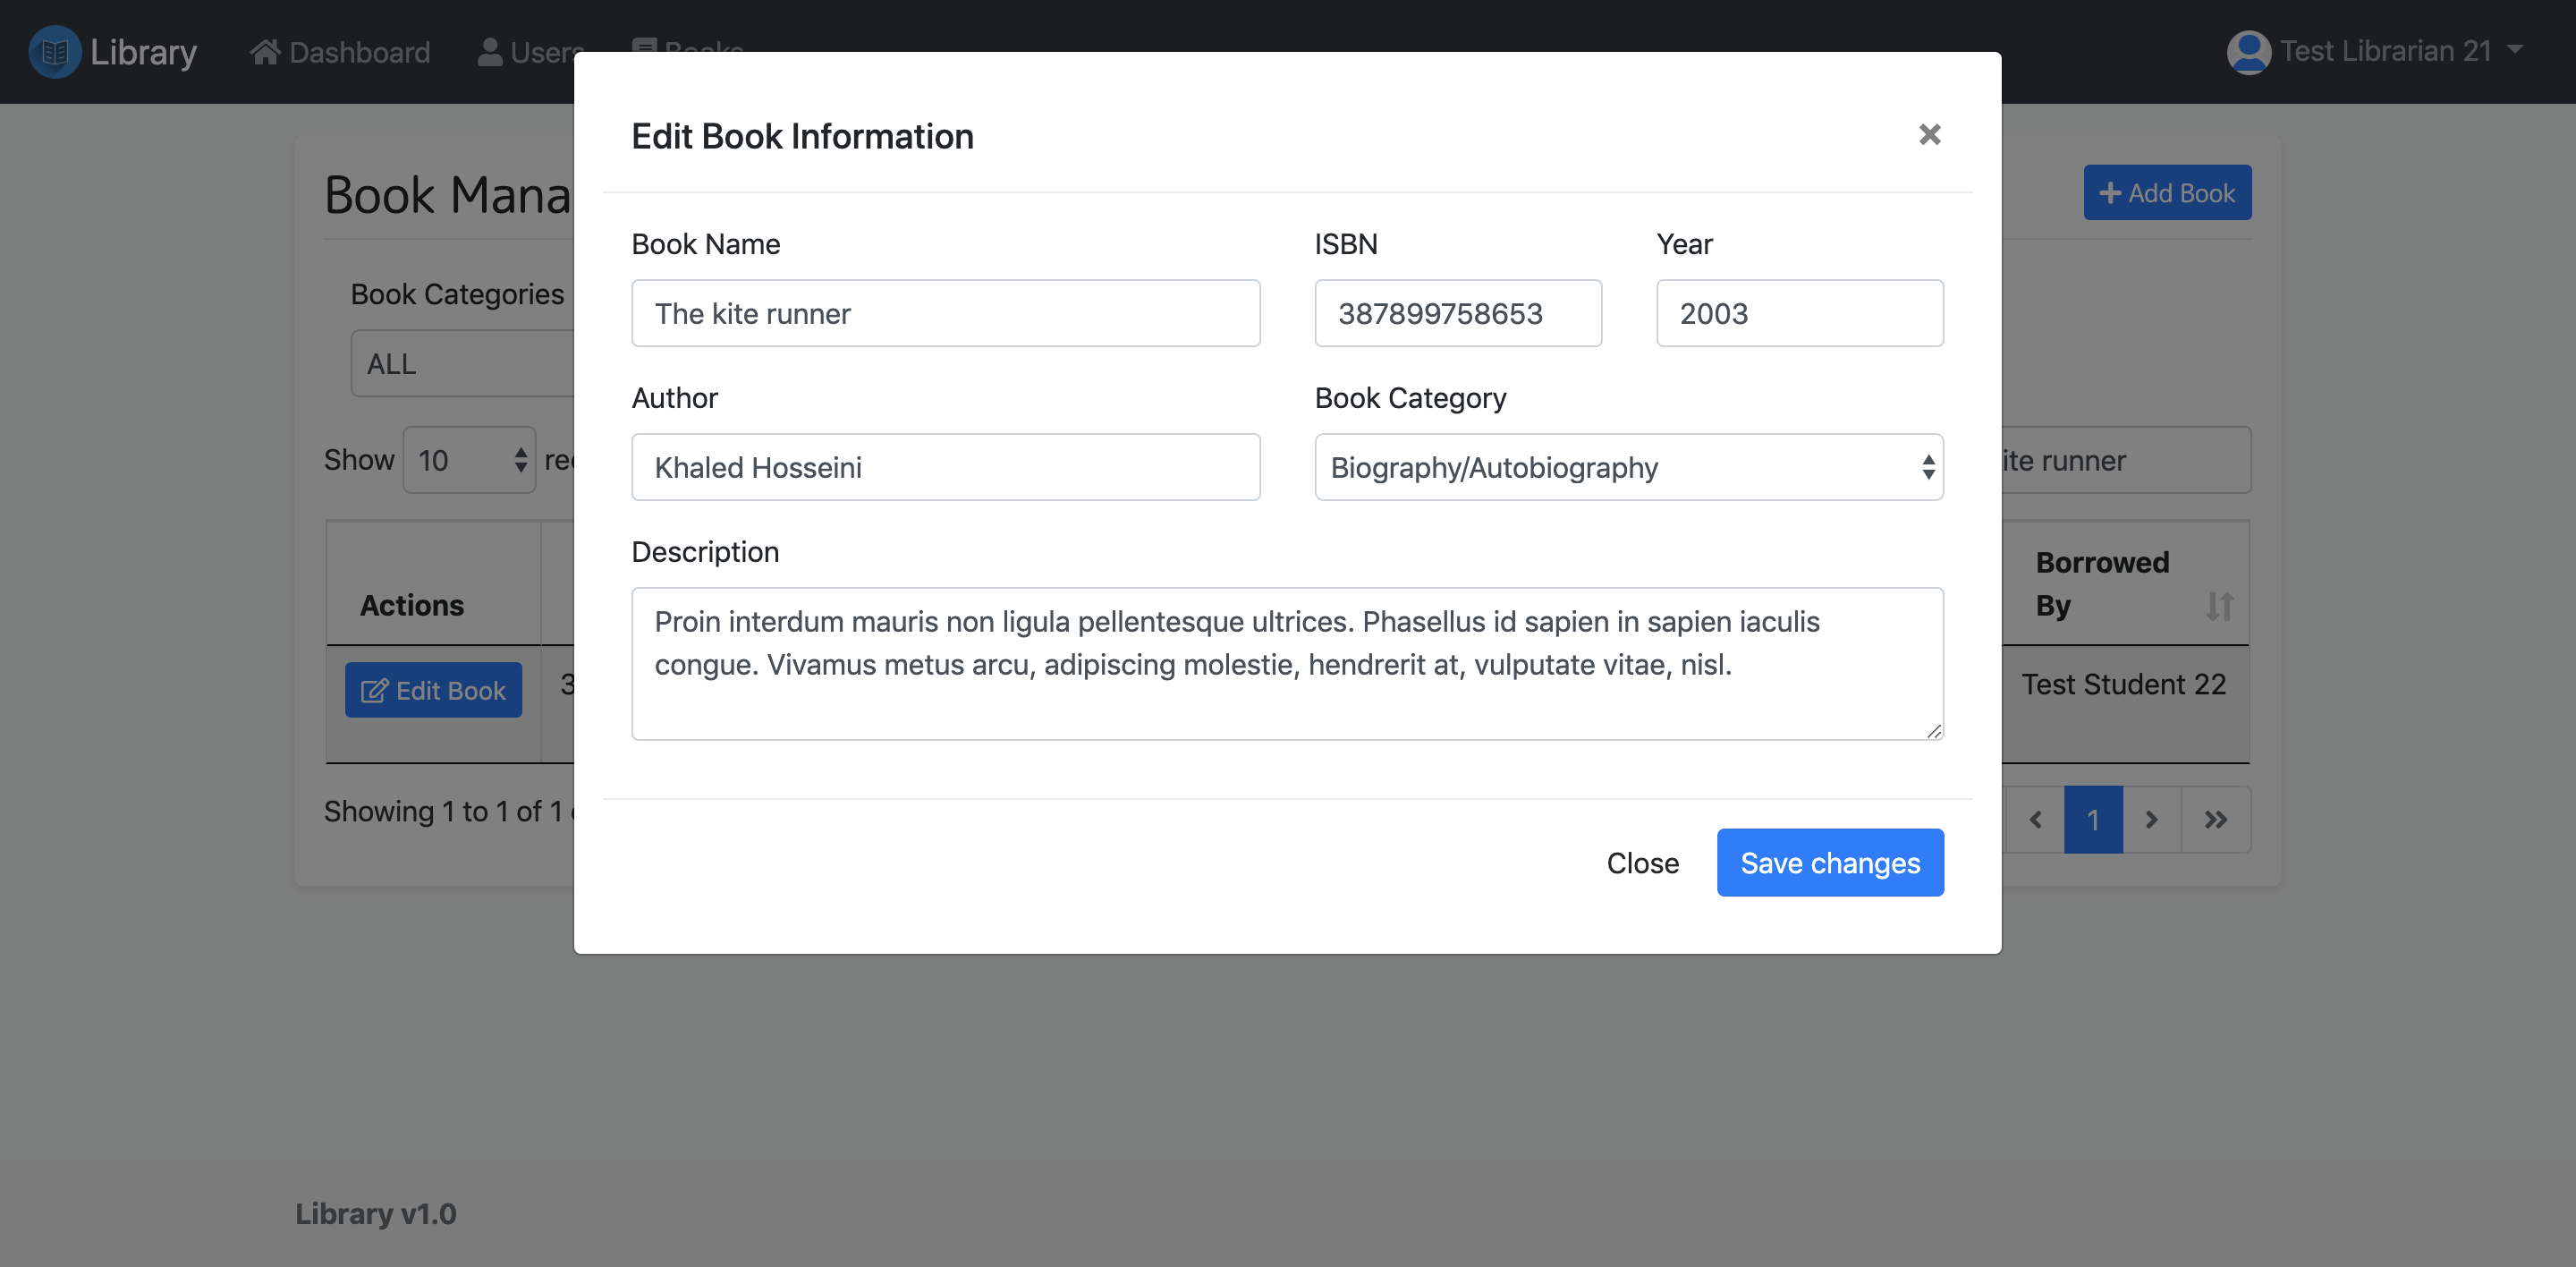 Library
Dashboard
Users
Books
Test Librarian 21
Edit Book Information
Book Mana
Add Book
Book Name
ISBN
Year
Book Categories
The kite runner
387899758653
2003
ALL
Author
Book Category
Show 10
Khaled Hosseini
Biography/Autobiography
ite runner
Description
Actions
Borrowed
By
Proin interdum mauris non ligula pellentesque ultrices. Phasellus id sapien in sapien iaculis
congue. Vivamus metus arcu, adipiscing molestie, hendrerit at, vulputate vitae, nisl.
Edit Book
3
Test Student 22
Showing 1 to 1 of 1
1
Close
Save changes
Library v1.0